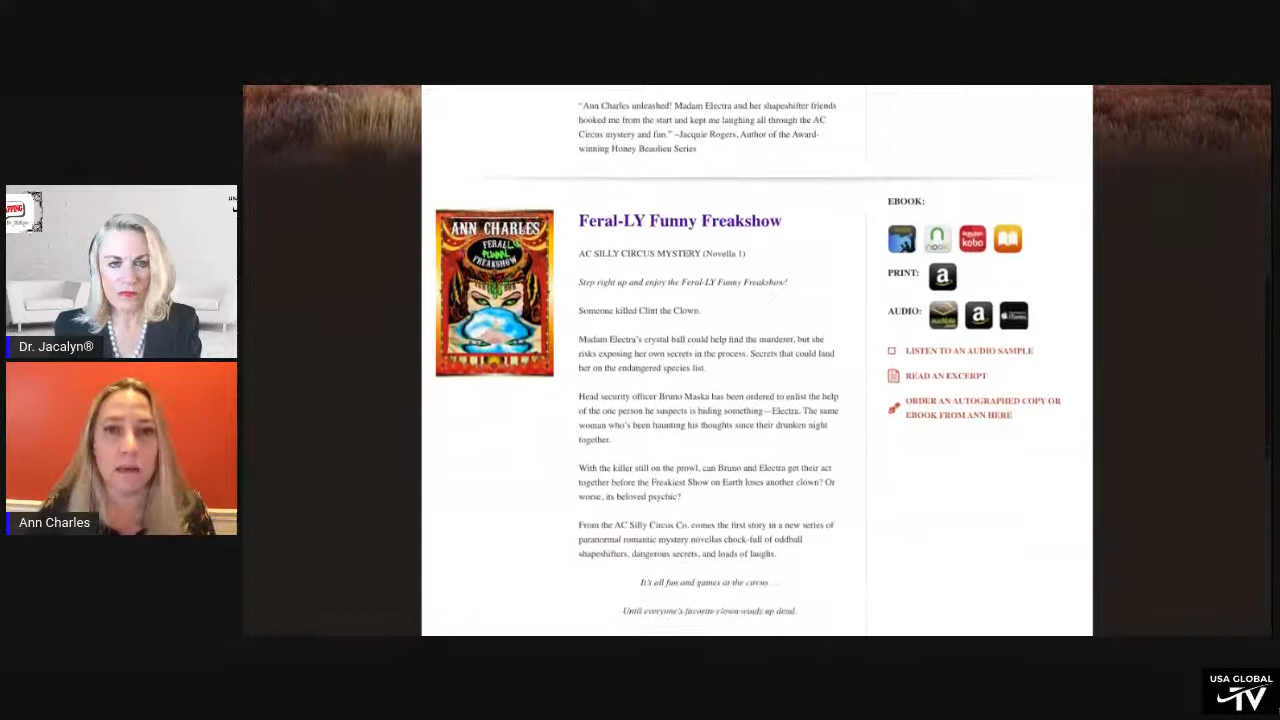 "Ann Charles unleashed! Madam Electra and her shapeshifter friends
hooked me from the start and kept me laughing all through the AC
Circus mystery and fun." ~Jacquie Rogers, Author of the Award-
winning Honey Beaulieu Series
ANN CHARLES
FERAL-LY
FUNNY
FREAKSHOW
Feral-LY Funny Freakshow
AC SILLY CIRCUS MYSTERY (Novella 1)
Step right up and enjoy the Feral-LY Funny Freakshow!
Someone killed Clint the Clown.
Madam Electra's crystal ball could help find the murderer, but she
risks exposing her own secrets in the process. Secrets that could land
her on the endangered species list.
Head security officer Bruno Maska has been ordered to enlist the help
of the one person he suspects is hiding something—Electra. The same
woman who's been haunting his thoughts since their drunken night
together.
With the killer still on the prowl, can Bruno and Electra get their act
together before the Freakiest Show on Earth loses another clown? Or
worse, its beloved psychic?
From the AC Silly Circus Co. comes the first story in a new series of
paranormal romantic mystery novellas chock-full of oddball
shapeshifters, dangerous secrets, and loads of laughs.
It's all fun and games at the circus ...
Until everyone's favorite clown winds up dead.
EBOOK:
nook
kobo
PRINT:
a
AUDIO:
audible
a
iTunes
LISTEN TO AN AUDIO SAMPLE
READ AN EXCERPT
ORDER AN AUTOGRAPHED COPY OR
EBOOK FROM ANN HERE
Dr. Jacalyn®
Ann Charles
USA GLOBAL
TV